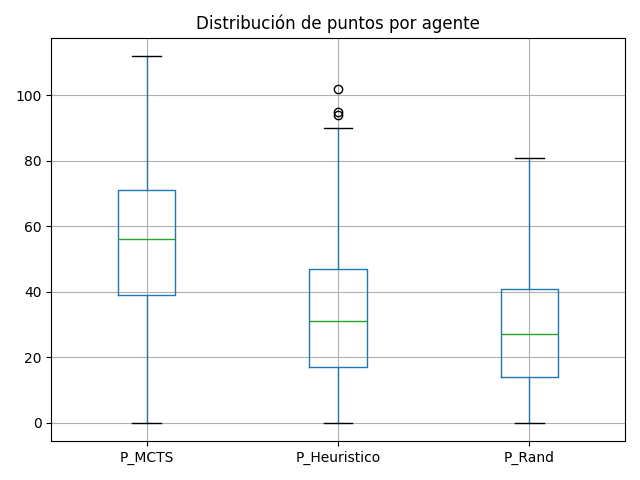 Distribución de puntos por agente
100
80
60
40
20
0
P_MCTS
P_Heuristico
P_Rand